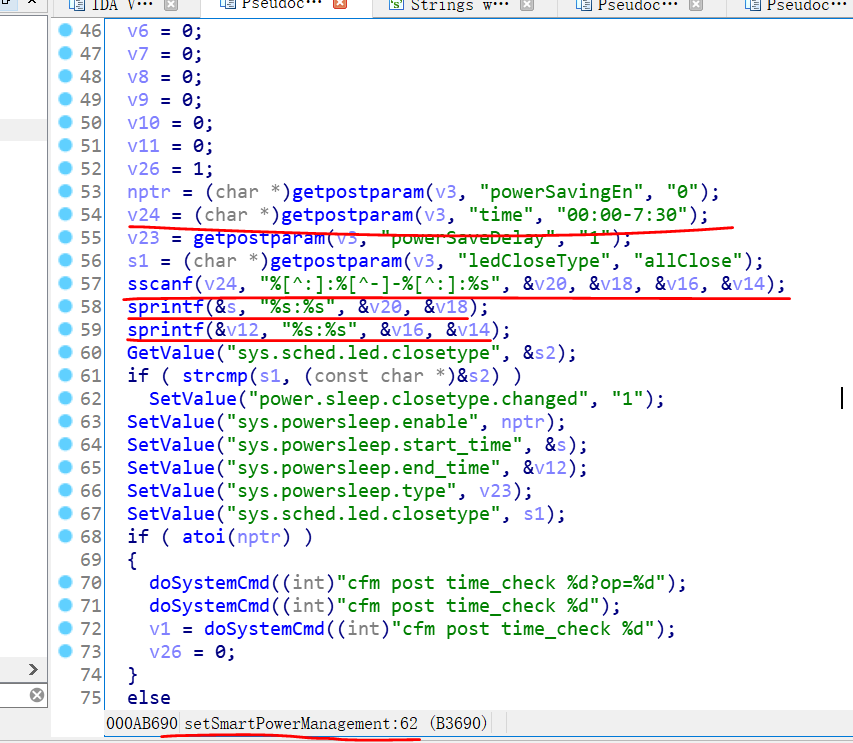 IDA V···
Pseudoc···
Strings w···
Pseudoc···
Pseudoc···
46 v6 = 0;
47 v7 = 0;
48 v8 = 0;
49 v9 = 0;
50 v10 = 0;
51 v11 = 0;
52 v26 = 1;
53 nptr = (char *)getpostparam(v3, "powerSavingEn", "0");
54 v24 = (char *)getpostparam(v3, "time", "00:00-7:30");
55 v23 = getpostparam(v3, "powerSaveDelay", "1");
56 s1 = (char *)getpostparam(v3, "ledCloseType", "allClose");
57 sscanf(v24, "%[^:]:%[^-]-%[^:]:%s", &v20, &v18, &v16, &v14);
58 sprintf(&s, "%s:%s", &v20, &v18);
59 sprintf(&v12, "%s:%s", &v16, &v14);
60 GetValue("sys.sched.led.closetype", &s2);
61 if ( strcmp(s1, (const char *)&s2) )
62 SetValue("power.sleep.closetype.changed", "1");
63 SetValue("sys.powersleep.enable", nptr);
64 SetValue("sys.powersleep.start_time", &s);
65 SetValue("sys.powersleep.end_time", &v12);
66 SetValue("sys.powersleep.type", v23);
67 SetValue("sys.sched.led.closetype", s1);
68 if ( atoi(nptr) )
69 {
70 doSystemCmd((int)"cfm post time_check %d?op=%d");
71 doSystemCmd((int)"cfm post time_check %d");
72 v1 = doSystemCmd((int)"cfm post time_check %d");
73 v26 = 0;
74 }
75 else
000AB690 setSmartPowerManagement:62 (B3690)